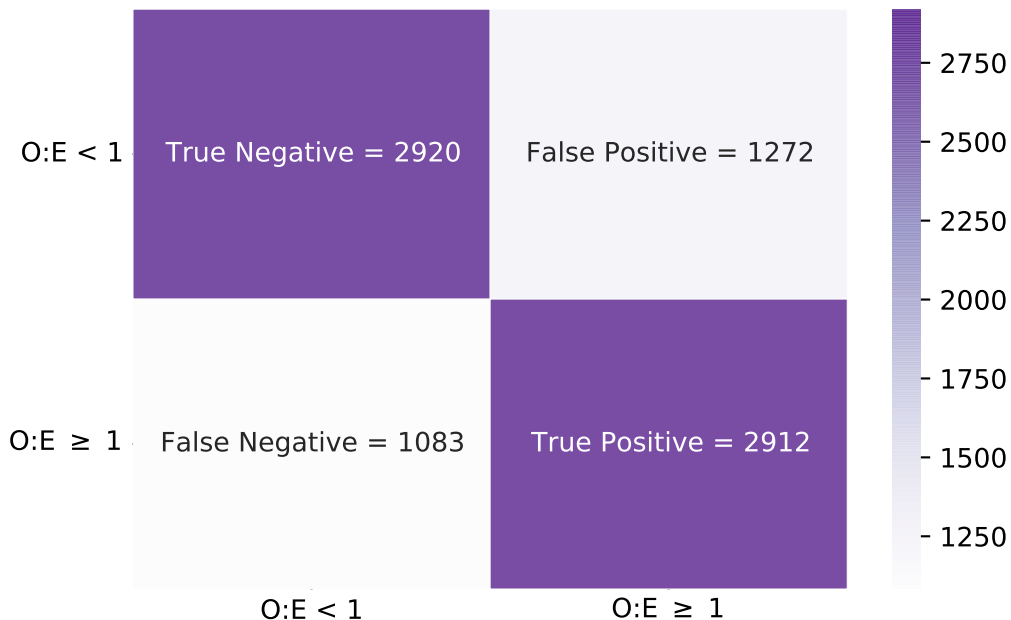 O:E < 1
True Negative = 2920
False Positive = 1272
O:E ≥ 1
False Negative = 1083
True Positive = 2912
O:E < 1
O:E ≥ 1
2750
2500
2250
2000
1750
1500
1250